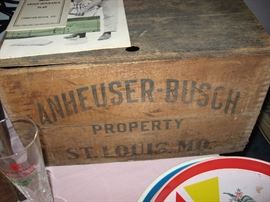 ANHEUSER-BUSCH
PROPERTY
ST. LOUIS, MO.